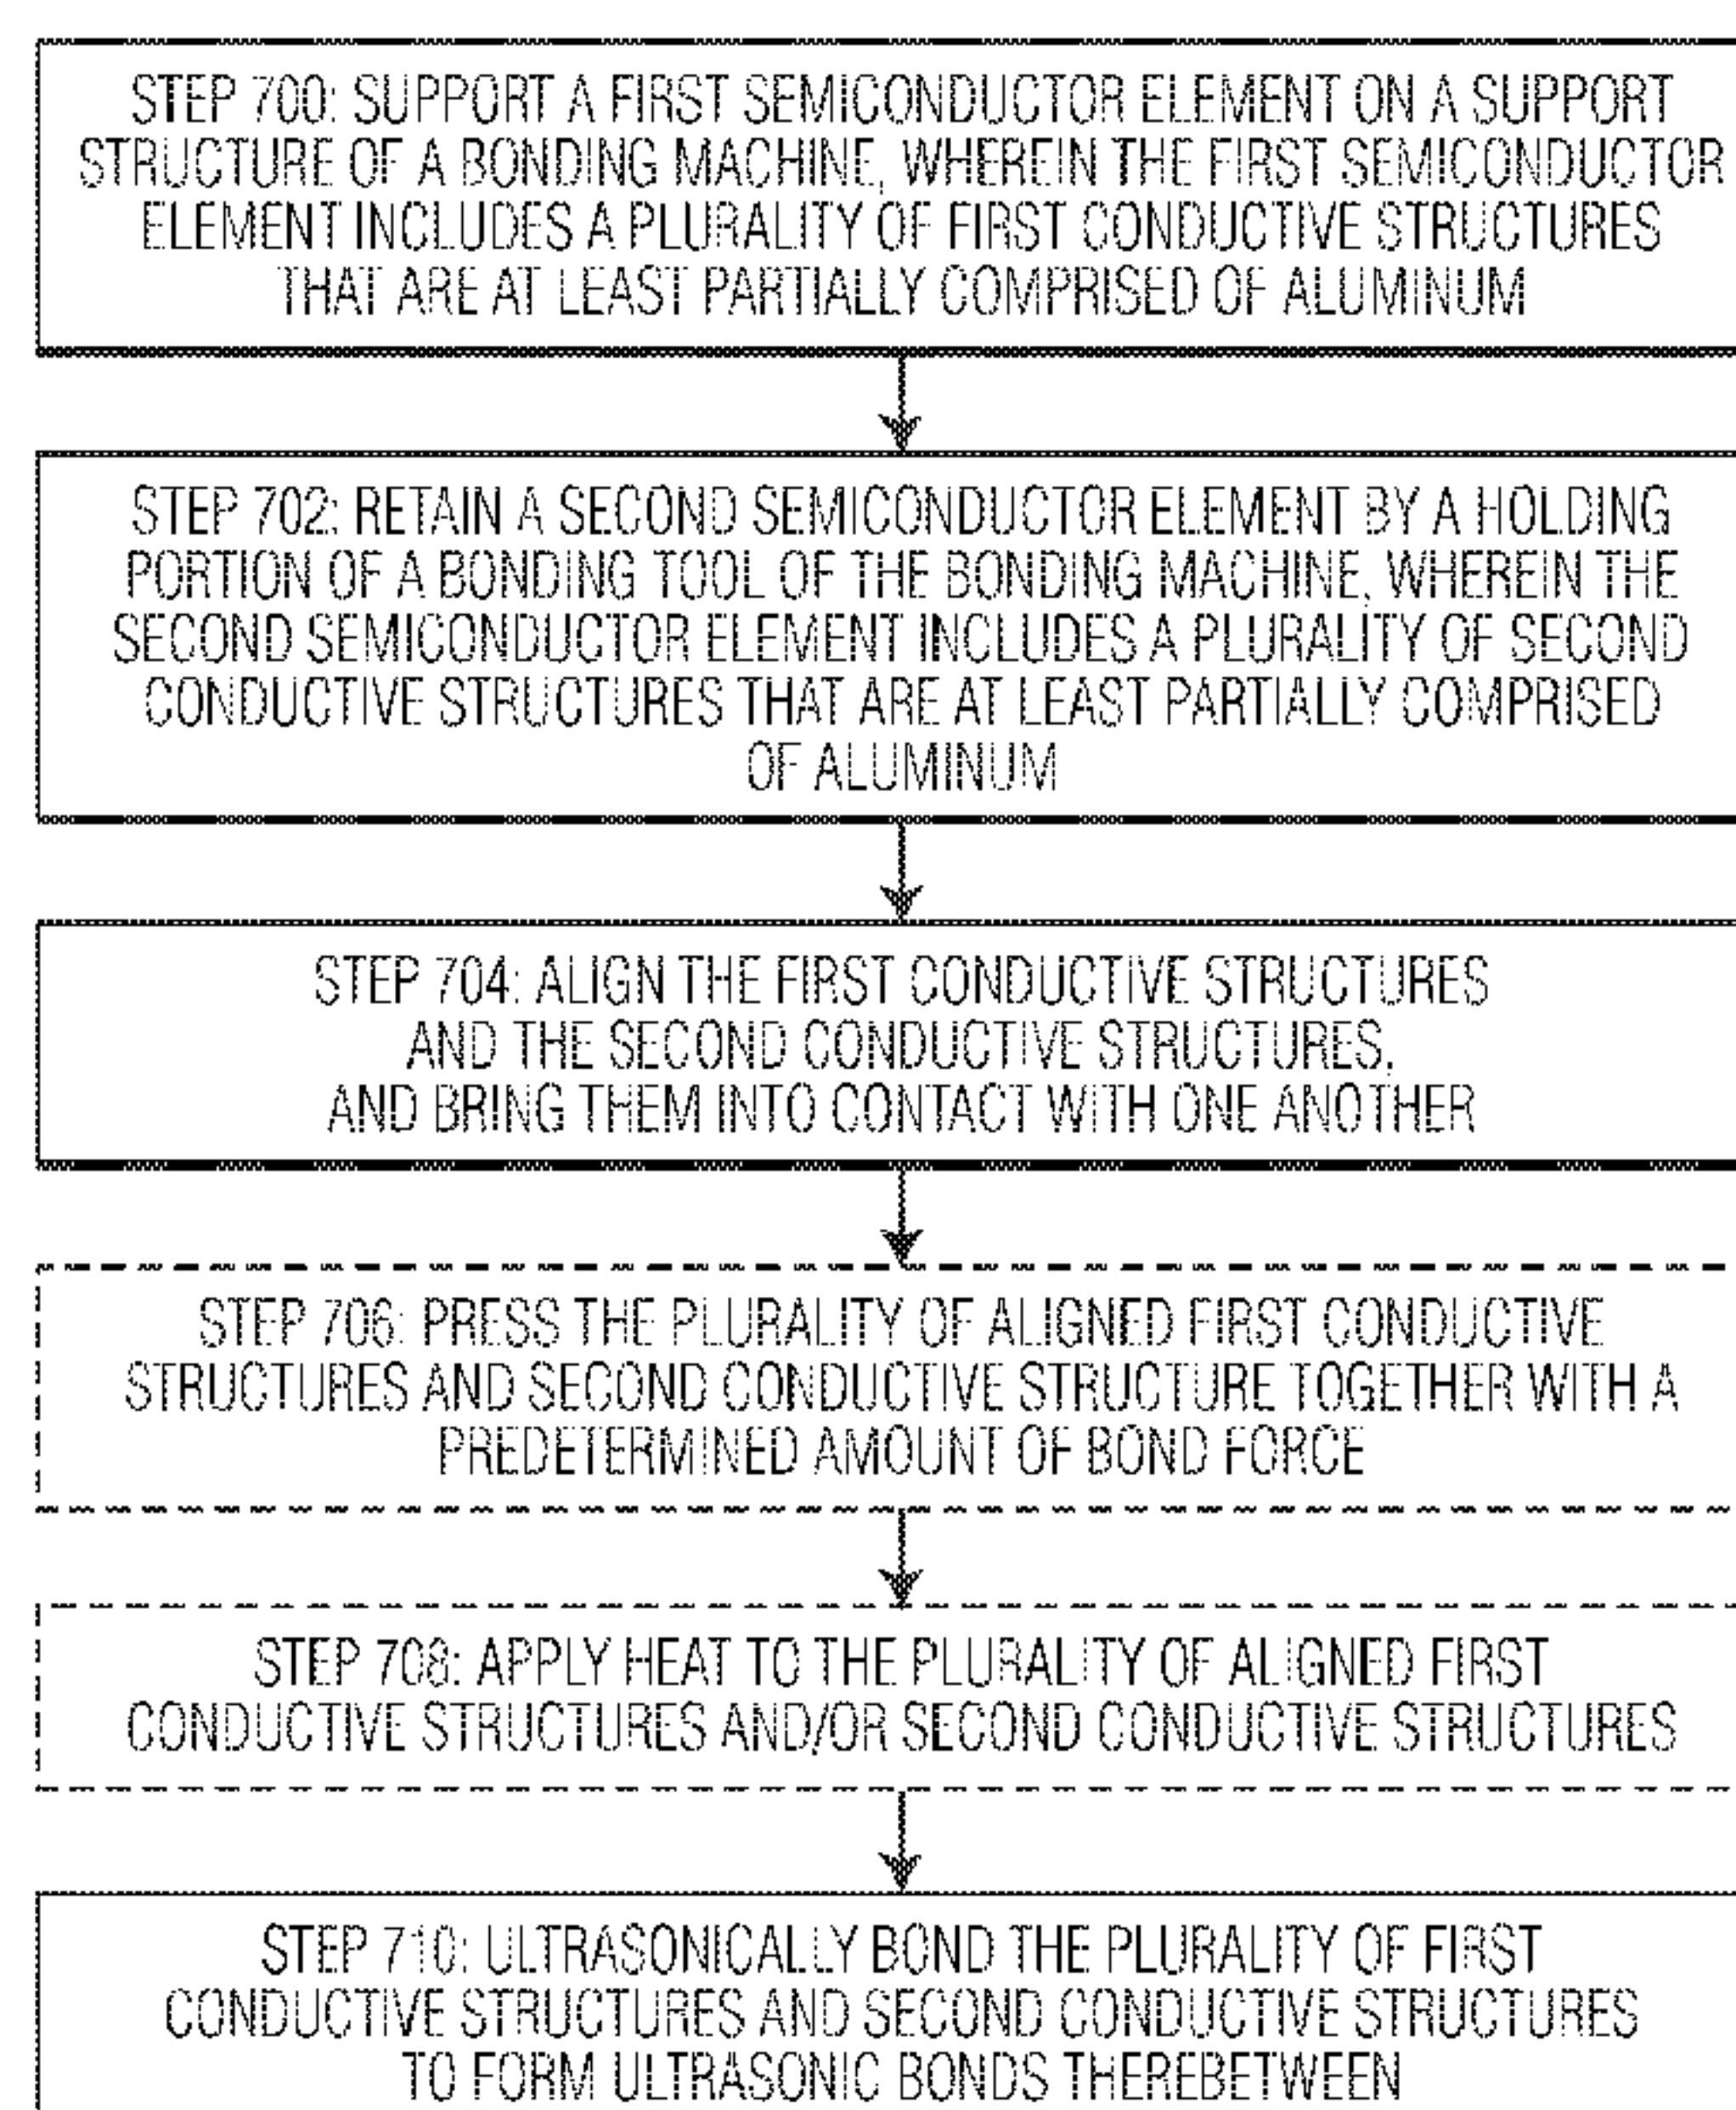 STEP 700: SUPPORT A FIRST SEMICONDUCTOR ELEMENT ON A SUPPORT
STRUCTURE OF A BONDING MACHINE, WHEREIN THE FIRST SEMICONDUCTOR
ELEMENT INCLUDES A PLURALITY OF FIRST CONDUCTIVE STRUCTURES
THAT ARE AT LEAST PARTIALLY COMPRISED OF ALUMINUM
STEP 702: RETAIN A SECOND SEMICONDUCTOR ELEMENT BY A HOLDING
PORTION OF A BONDING TOOL OF THE BONDING MACHINE, WHEREIN THE
SECOND SEMICONDUCTOR ELEMENT INCLUDES A PLURALITY OF SECOND
CONDUCTIVE STRUCTURES THAT ARE AT LEAST PARTIALLY COMPRISED
OF ALUMINUM
STEP 704: ALIGN THE FIRST CONDUCTIVE STRUCTURES
AND THE SECOND CONDUCTIVE STRUCTURES,
AND BRING THEM INTO CONTACT WITH ONE ANOTHER
STEP 706: PRESS THE PLURALITY OF ALIGNED FIRST CONDUCTIVE
STRUCTURES AND SECOND CONDUCTIVE STRUCTURE TOGETHER WITH A
PREDETERMINED AMOUNT OF BOND FORCE
STEP 708: APPLY HEAT TO THE PLURALITY OF ALIGNED FIRST
CONDUCTIVE STRUCTURES AND/OR SECOND CONDUCTIVE STRUCTURES
STEP 710: ULTRASONICALLY BOND THE PLURALITY OF FIRST
CONDUCTIVE STRUCTURES AND SECOND CONDUCTIVE STRUCTURES
TO FORM ULTRASONIC BONDS THEREBETWEEN